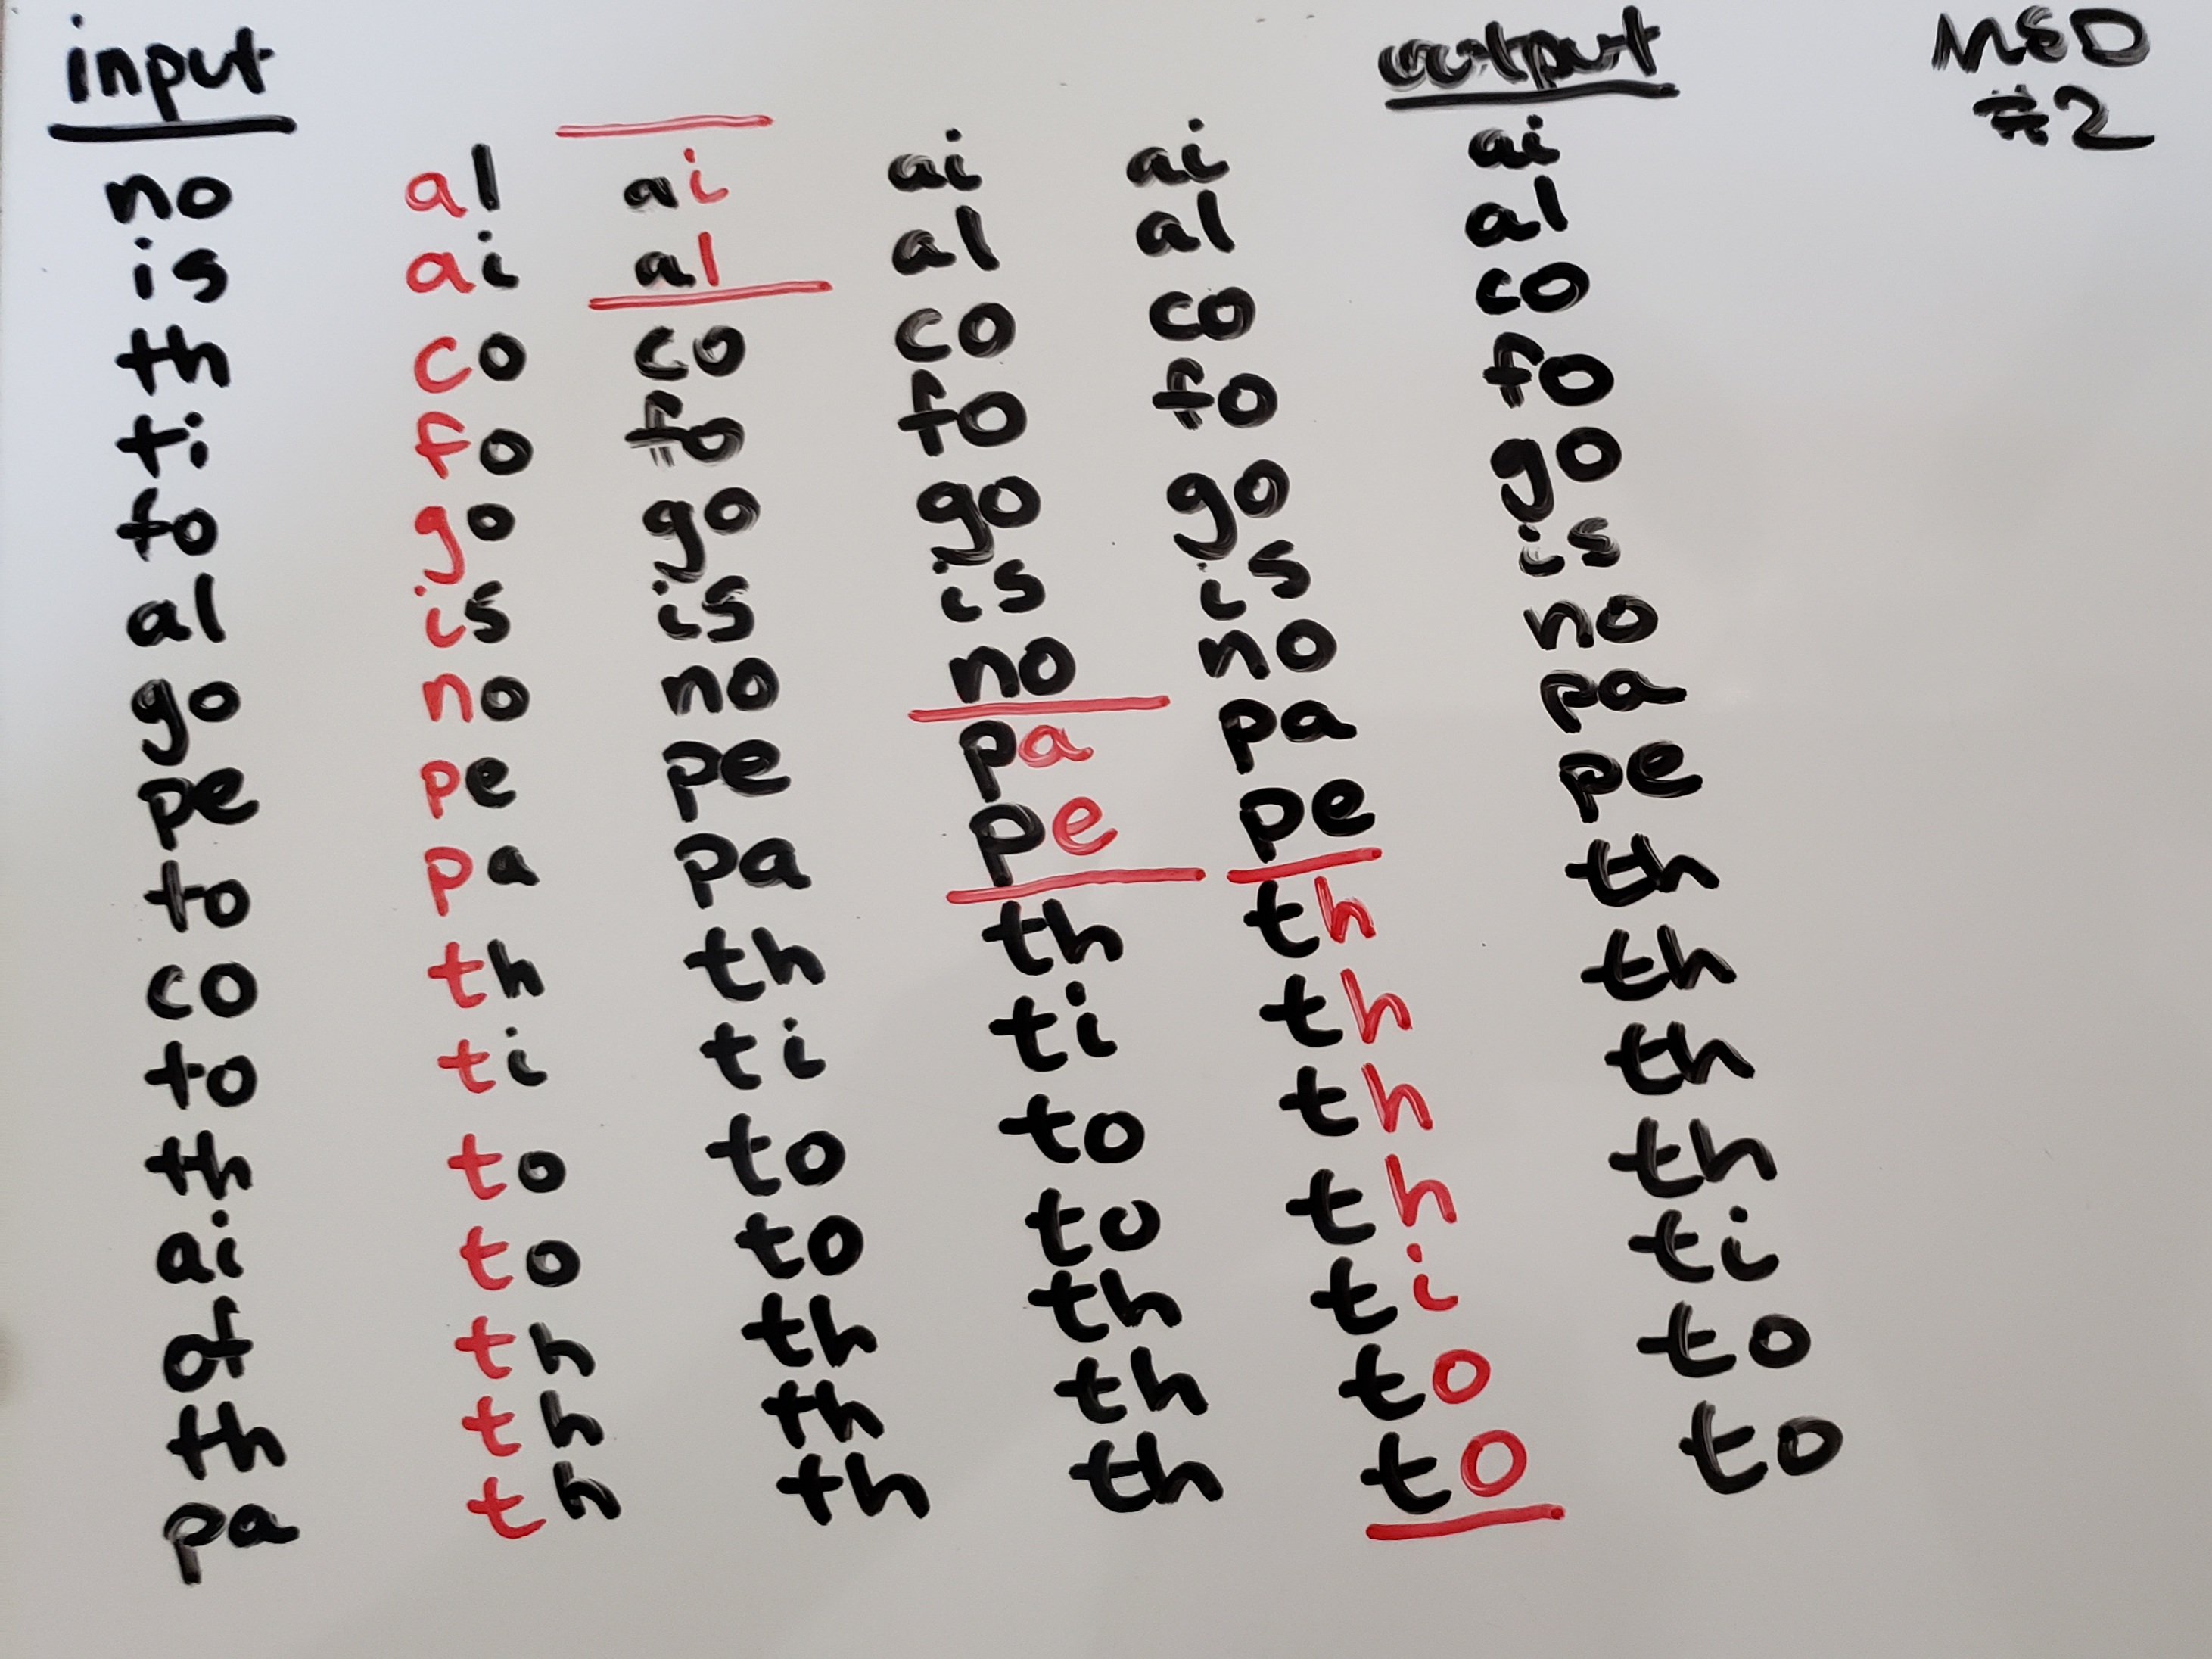 input output MSD
#2
no al ai ai ai ai
is ai al al al al
th co co co co co
ti fo fo fo fo fo
fo go go go go go
al is is is is is
go no no no no no
pe pe pe pa pa pa
to pa pa pe pe pe
co th th th th th
to ti ti ti th th
th to to to th th
ai to to to th th
of th th th ti ti
th th th th to to
pa th th th to to